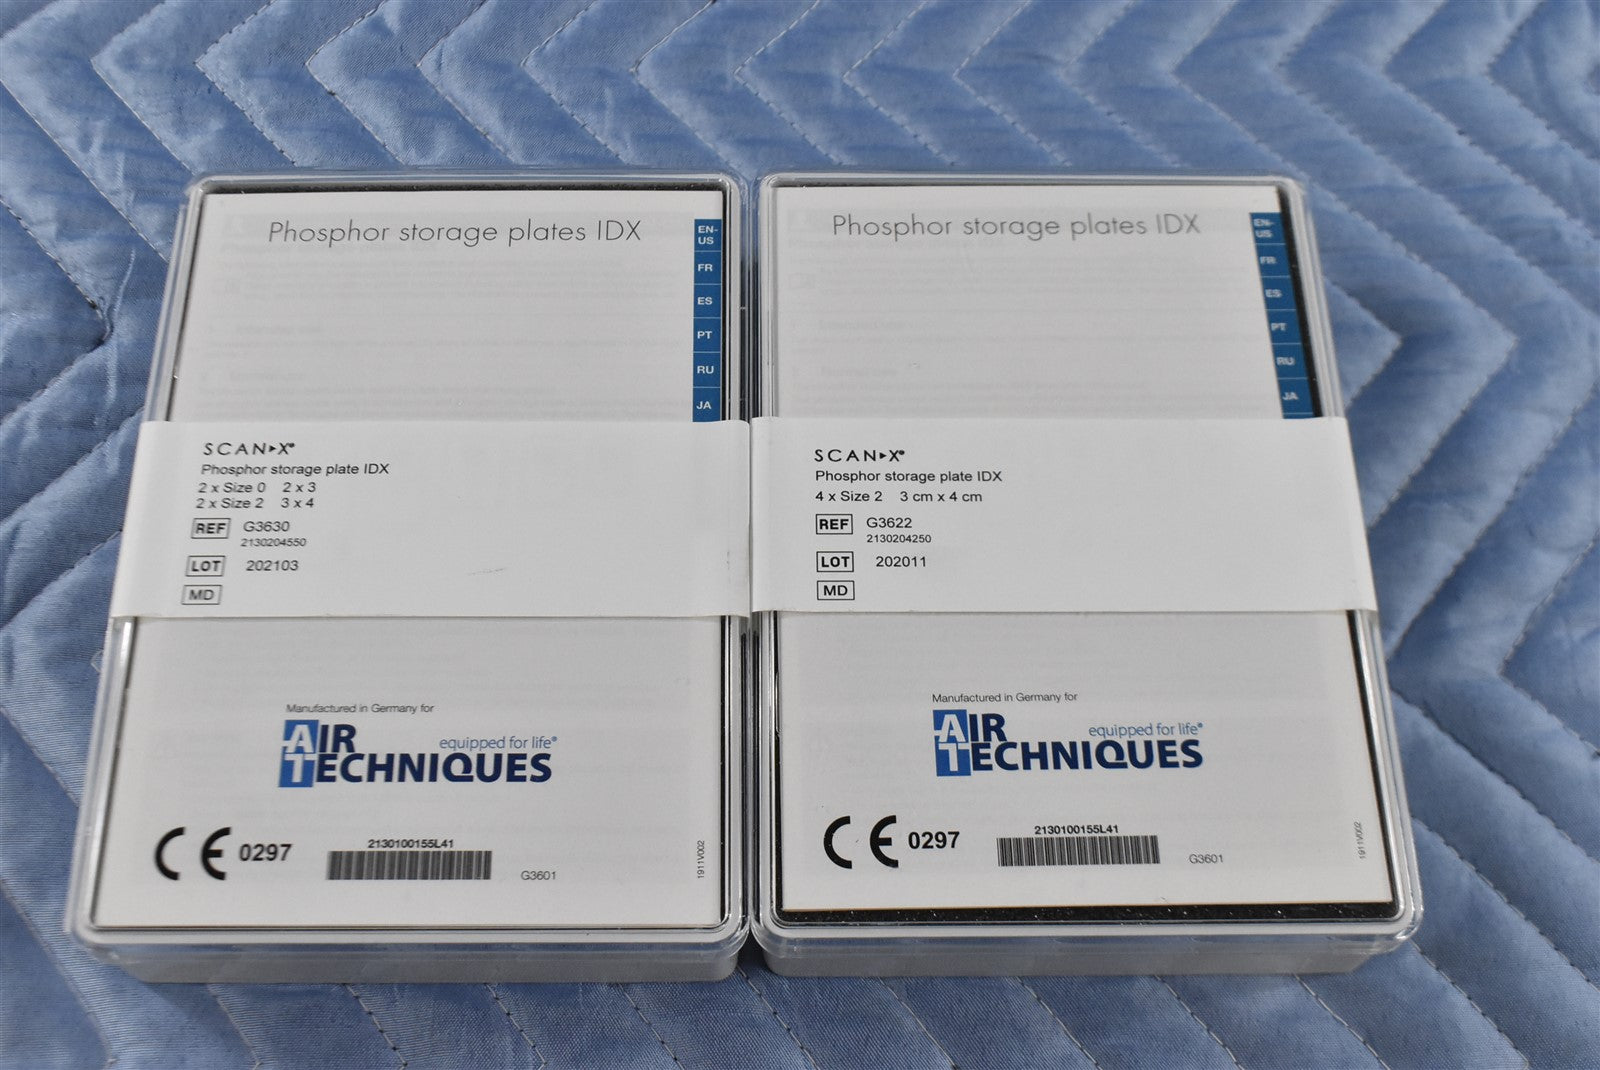 Phosphor storage plates IDX
EN-
US
FR
ES
PT
RU
JA
SCAN▸X®
Phosphor storage plate IDX
2 x Size 0 2 x 3
2 x Size 2 3 x 4
REF G3630
2130204550
LOT 202103
MD
Manufactured in Germany for
AIR
equipped for life®
TECHNIQUES
CE 0297
2130100155L41
G3601
1911V002
Phosphor storage plates IDX
EN-
US
FR
ES
PT
RU
JA
SCAN▸X®
Phosphor storage plate IDX
4 x Size 2 3 cm x 4 cm
REF G3622
2130204250
LOT 202011
MD
Manufactured in Germany for
AIR
equipped for life®
TECHNIQUES
CE 0297
2130100155L41
G3601
1911V002